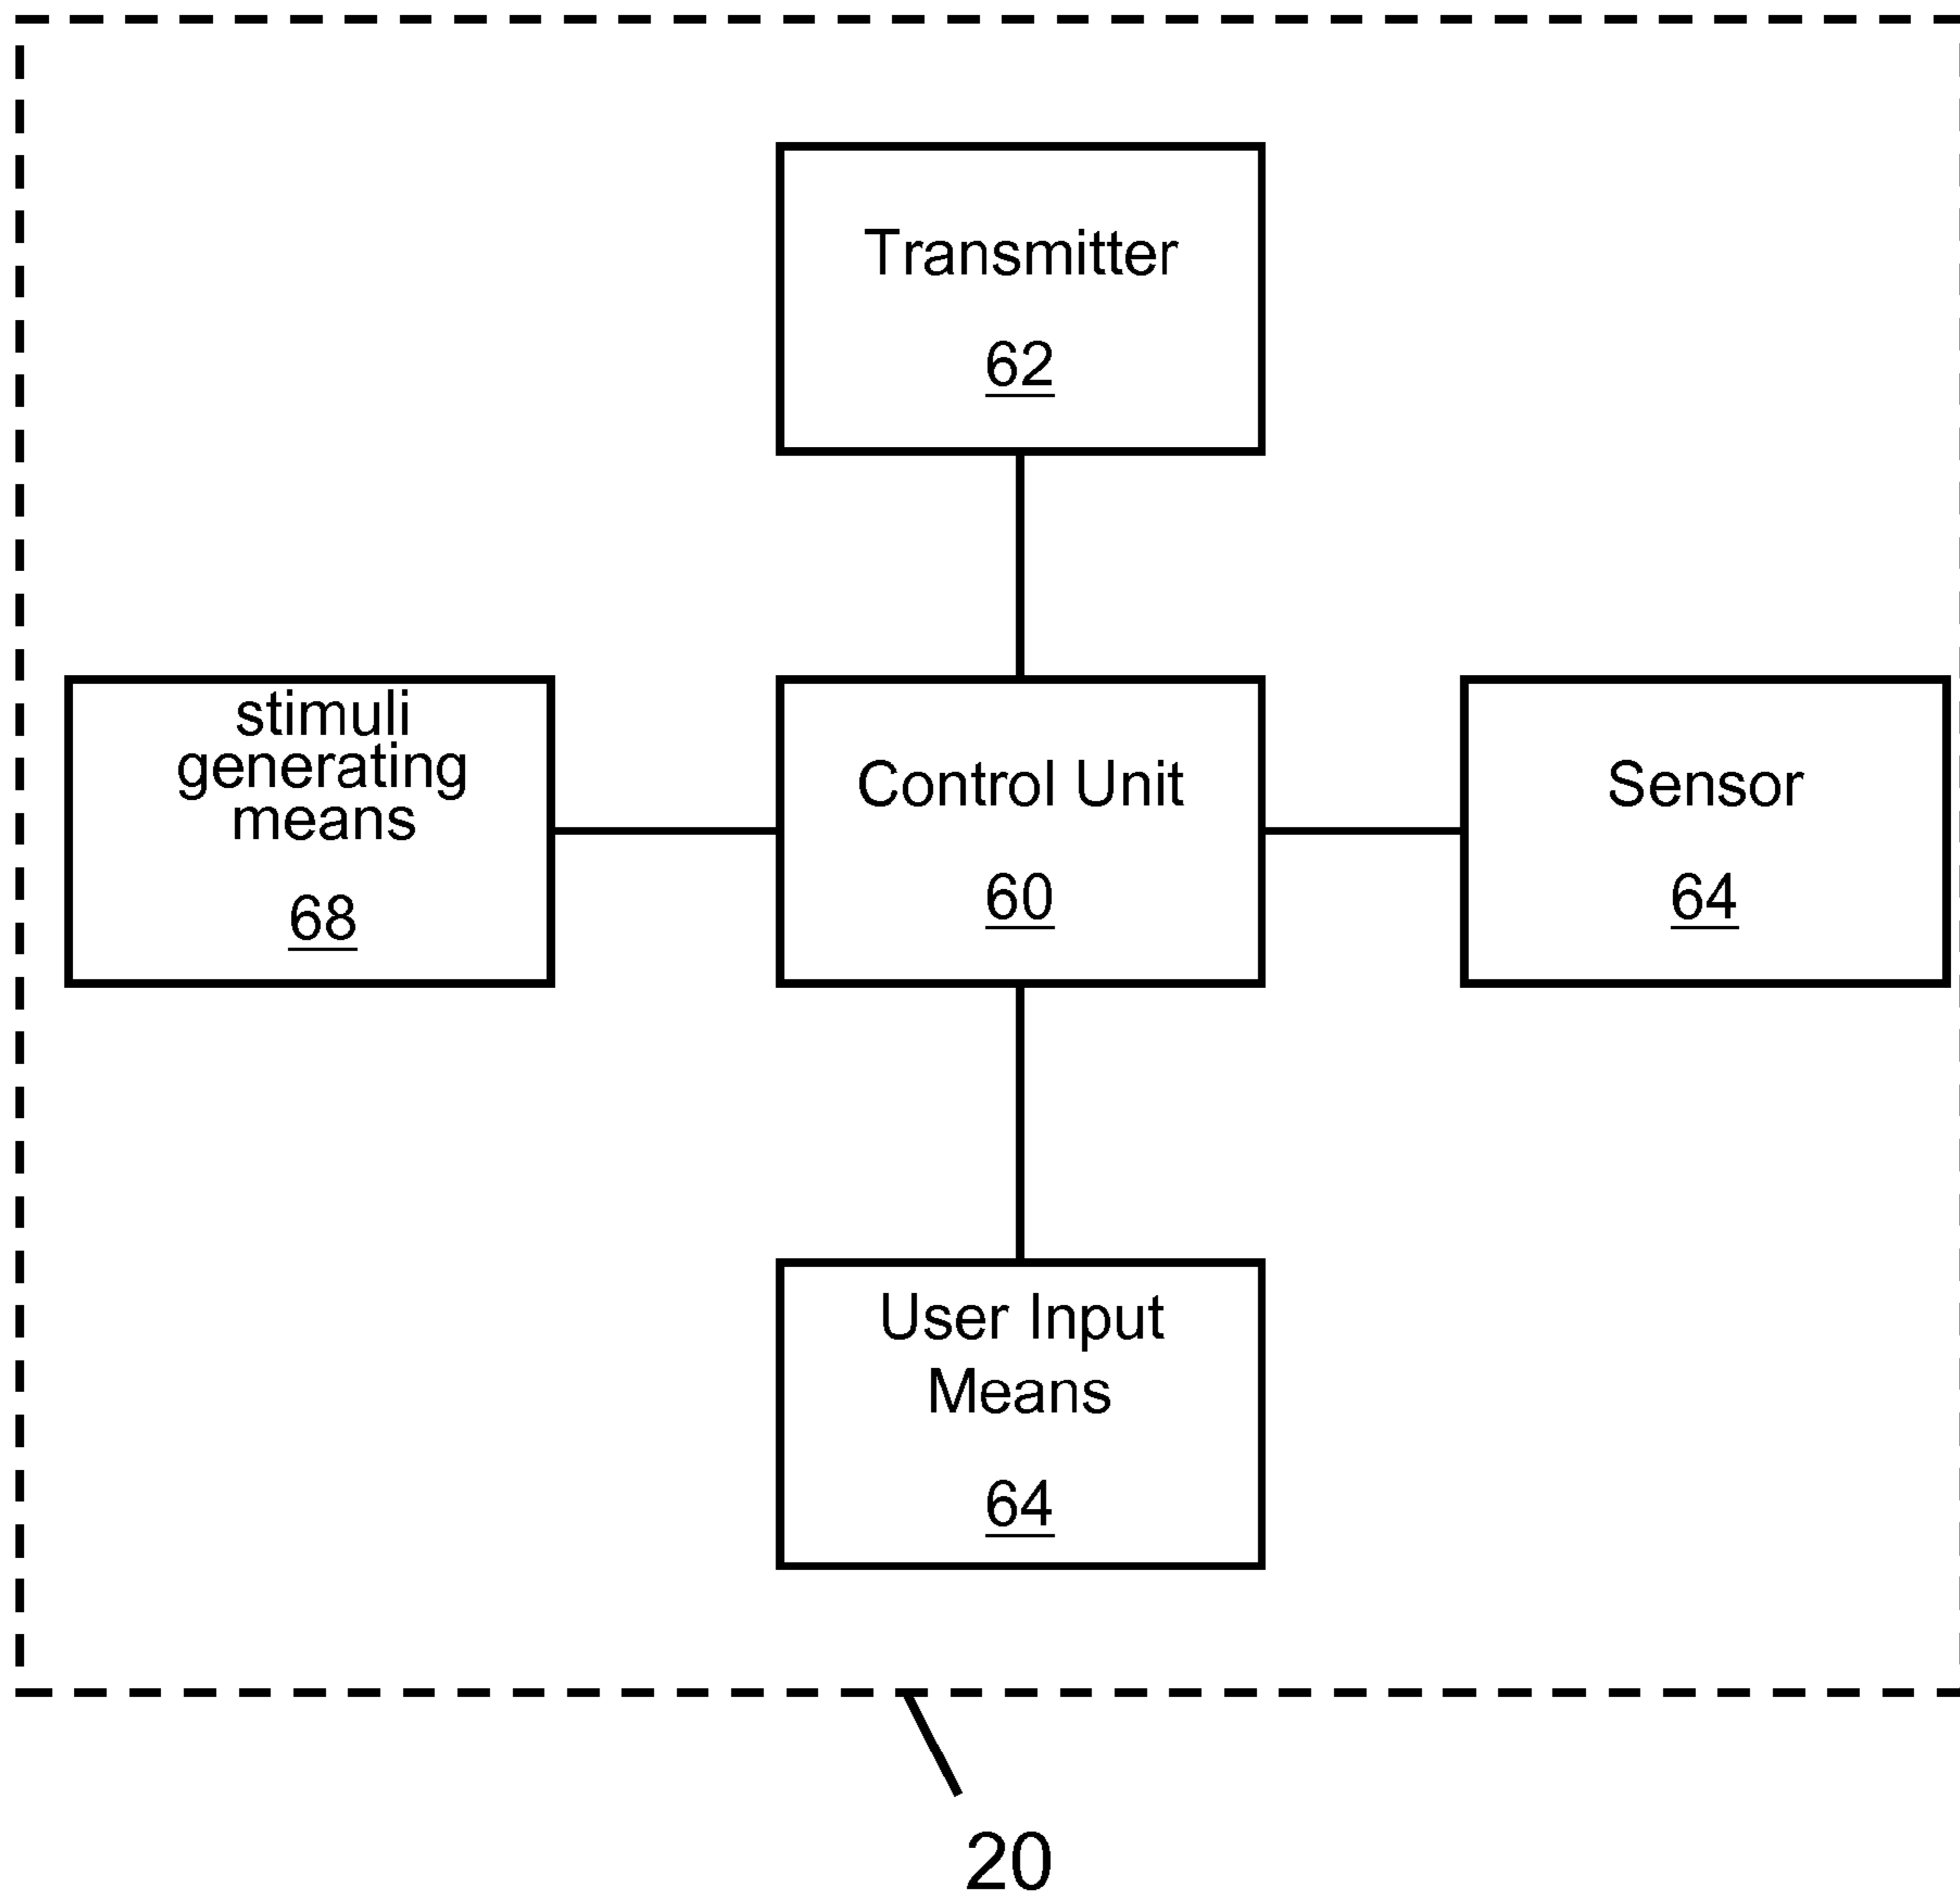 Transmitter
62
stimuli
generating
means
68
Control Unit
60
Sensor
64
User Input
Means
64
20